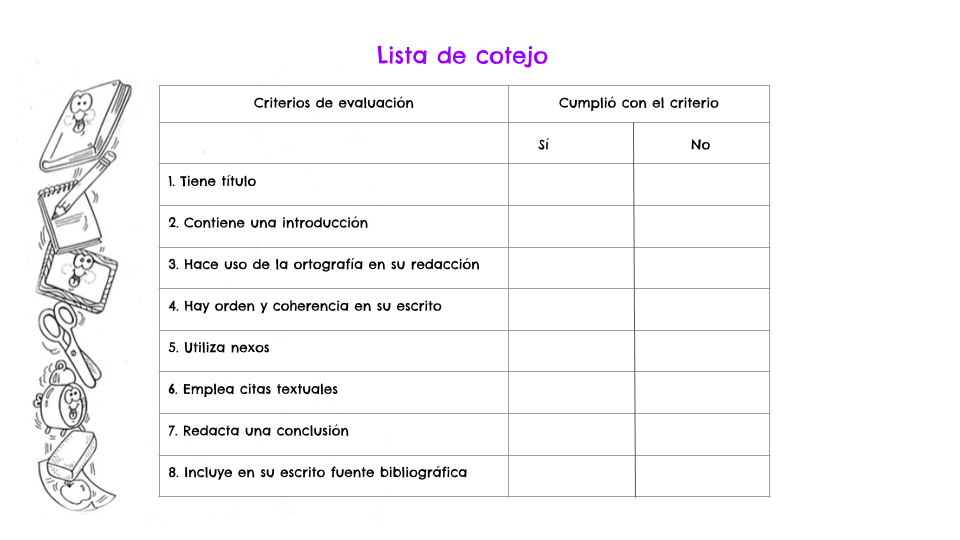 Lista de cotejo
Criterios de evaluación
Cumplió con el criterio
Sí
No
1. Tiene título
2. Contiene una introducción
3. Hace uso de la ortografía en su redacción
4. Hay orden y coherencia en su escrito
5. Utiliza nexos
6. Emplea citas textuales
7. Redacta una conclusión
8. Incluye en su escrito fuente bibliográfica